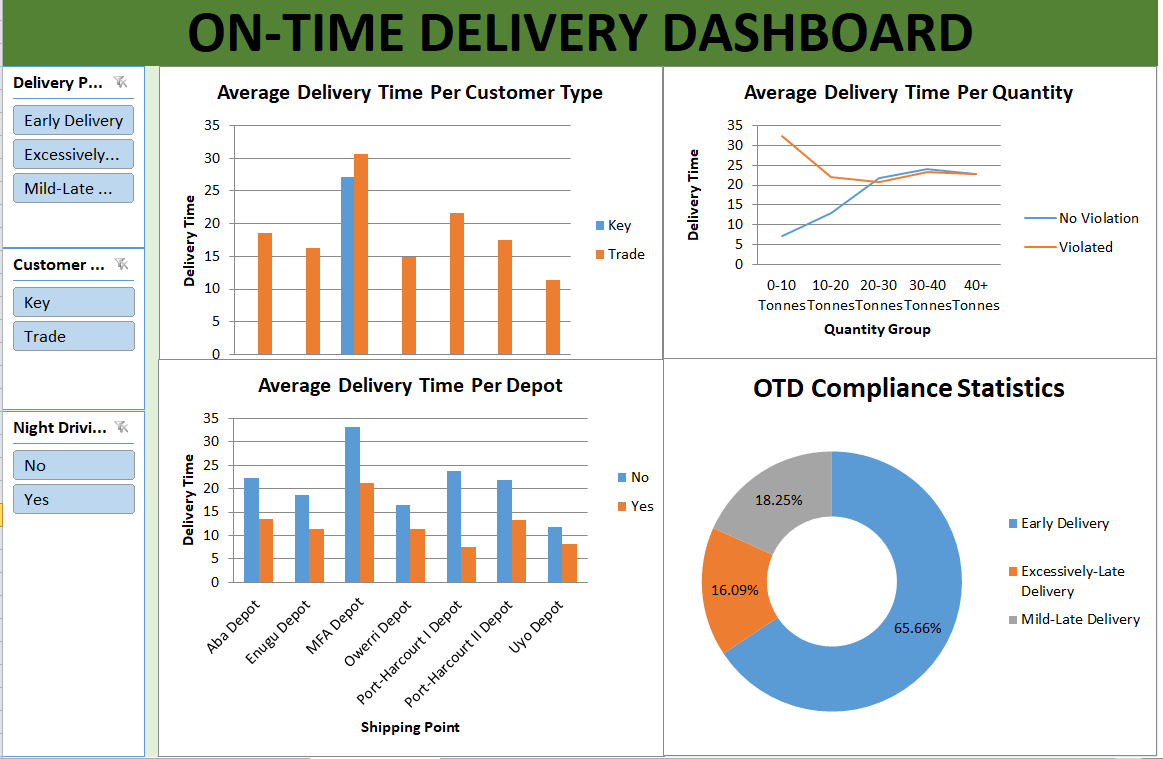 ON-TIME DELIVERY DASHBOARD
Delivery P...
Early Delivery
Excessively...
Mild-Late ...
Customer ...
Key
Trade
Night Drivi...
No
Yes
Average Delivery Time Per Customer Type
35
30
25
20
15
10
5
0
Delivery Time
Key
Trade
Average Delivery Time Per Quantity
35
30
25
20
15
10
5
0
Delivery Time
0-10 Tonnes
10-20 Tonnes
20-30 Tonnes
30-40 Tonnes
40+ Tonnes
Quantity Group
No Violation
Violated
Average Delivery Time Per Depot
35
30
25
20
15
10
5
0
Delivery Time
Aba Depot
Enugu Depot
MFA Depot
Owerri Depot
Port-Harcourt I Depot
Port-Harcourt II Depot
Uyo Depot
Shipping Point
No
Yes
OTD Compliance Statistics
18.25%
16.09%
65.66%
Early Delivery
Excessively-Late
Delivery
Mild-Late Delivery